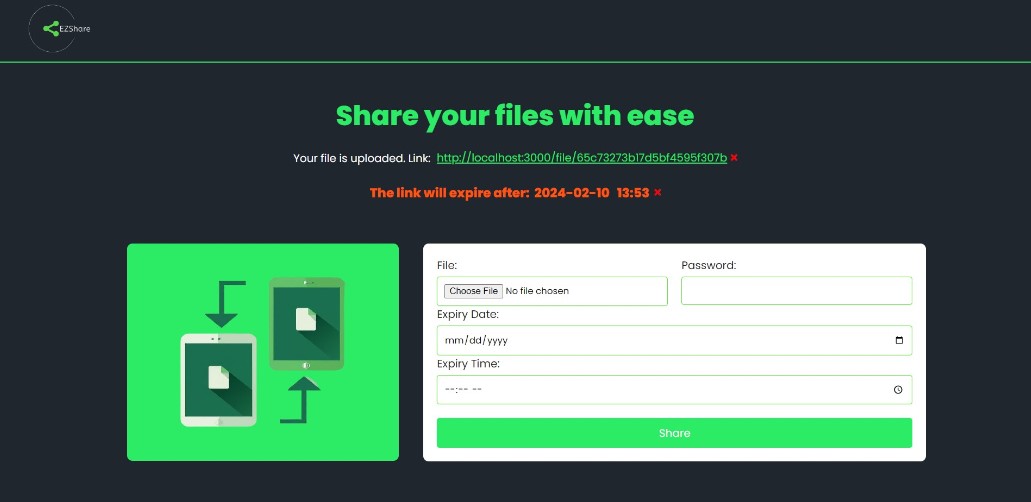 EZShare
Share your files with ease
Your file is uploaded. Link: http://localhost:3000/file/65c73273b17d5bf4595f307b ×
The link will expire after: 2024-02-10 13:53 ×
File: Password:
Choose File No file chosen
Expiry Date:
mm/dd/yyyy
Expiry Time:
--:-- --
Share